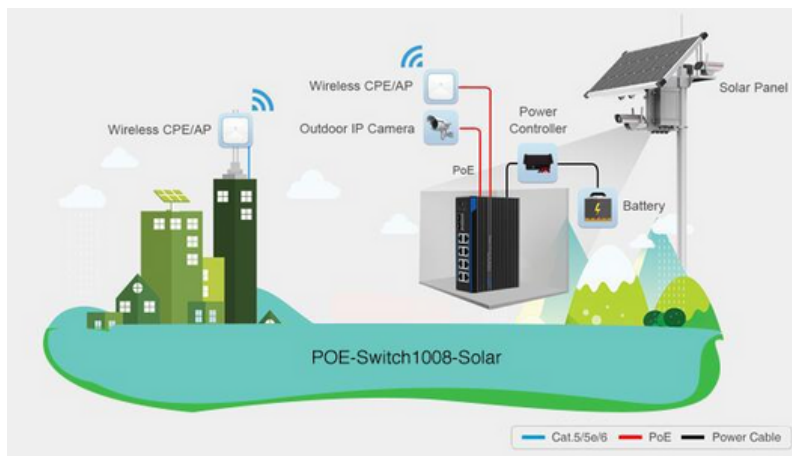 Wireless CPE/AP
Solar Panel
Power
Controller
Wireless CPE/AP
Outdoor IP Camera
PoE
Battery
POE-Switch1008-Solar
Cat.5/5e/6
PoE
Power Cable